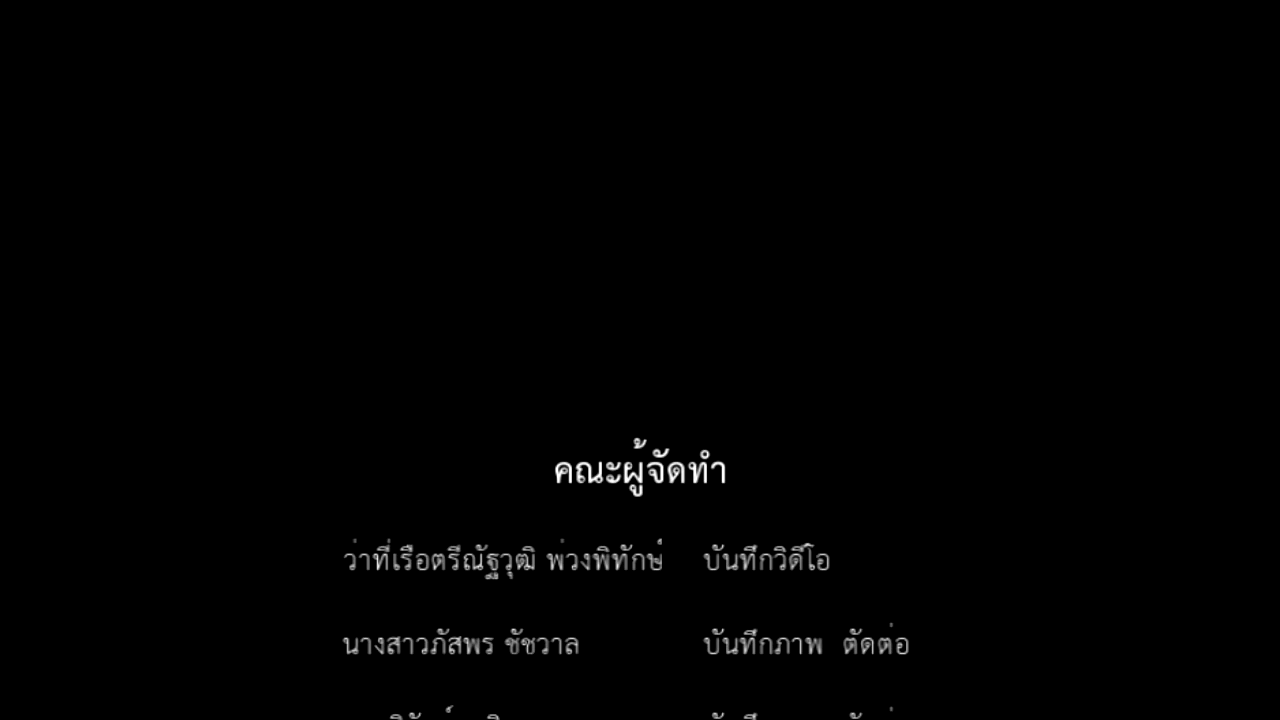 คณะผู้จัดทำ
ว่าที่เรือตรีณัฐวุฒิ พ่วงพิทักษ์ บันทึกวิดีโอ
นางสาวภัสพร ชัชวาล บันทึกภาพ ตัดต่อ